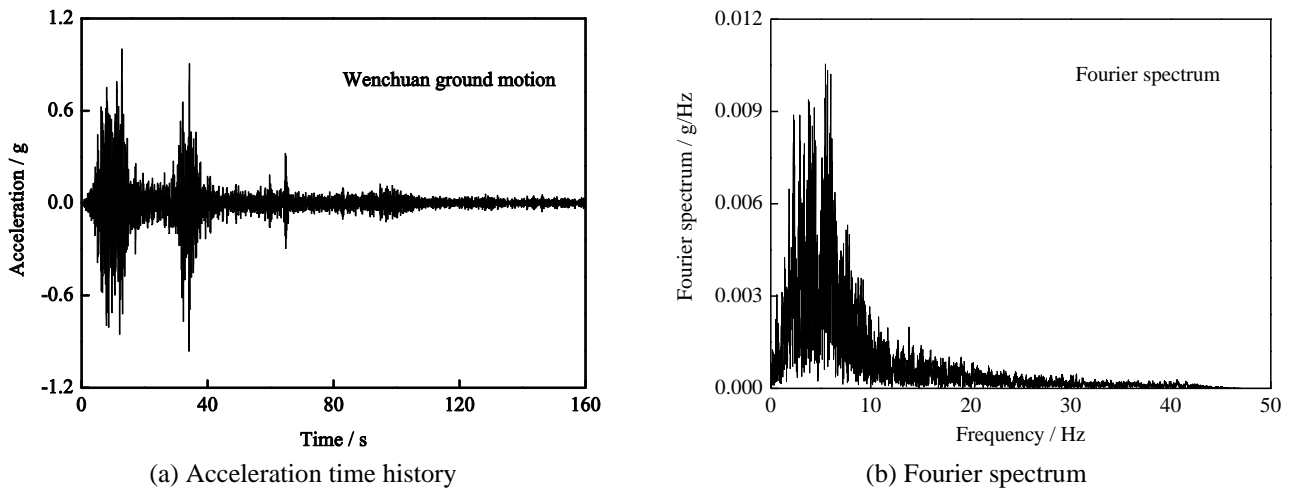 1.2
0.6
0.0
-0.6
-1.2
Acceleration / g
Wenchuan ground motion
0 40 80 120 160
Time / s
(a) Acceleration time history
0.012
0.009
0.006
0.003
0.000
Fourier spectrum / g/Hz
Fourier spectrum
0 10 20 30 40 50
Frequency / Hz
(b) Fourier spectrum